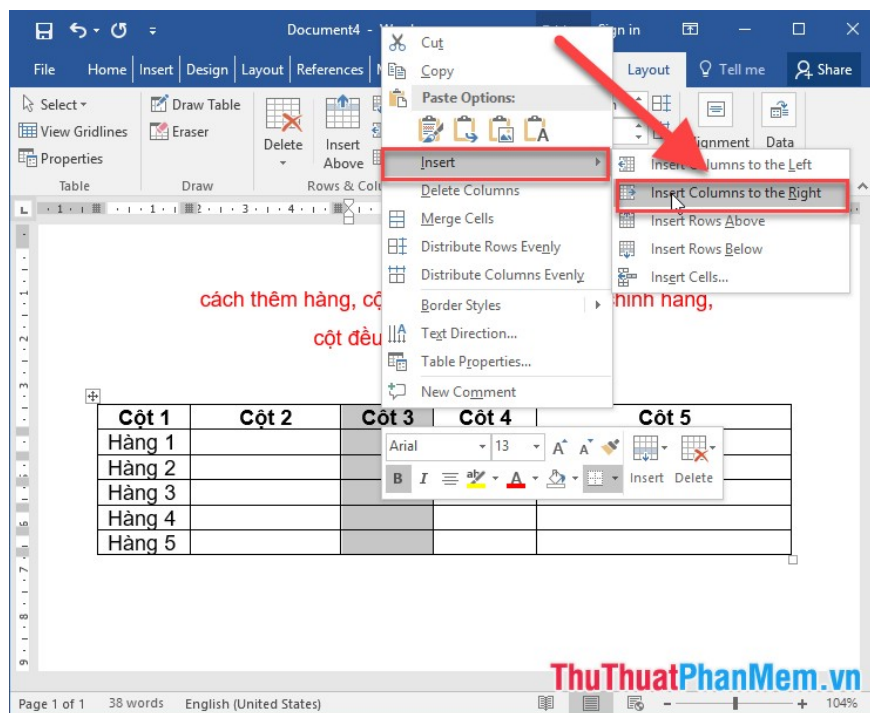 Document4 -
Sign in
File Home Insert Design Layout References
Layout Tell me Share
Select
View Gridlines
Properties
Table
Draw Table
Eraser
Draw
Delete
Insert Above
Rows &
Data
Cut
Copy
Paste Options:
Insert
Delete Columns
Merge Cells
Distribute Rows Evenly
Distribute Columns Evenly
Border Styles
Text Direction...
Table Properties...
New Comment
Insert Columns to the Left
Insert Columns to the Right
Insert Rows Above
Insert Rows Below
Insert Cells...
cách thêm hàng, chỉnh hàng,
cột đều
Cột 1 Cột 2 Cột 3 Cột 4 Cột 5
Hàng 1
Hàng 2
Hàng 3
Hàng 4
Hàng 5
Arial 13
B I
Insert Delete
ThuThuatPhanMem.vn
Page 1 of 1 38 words English (United States) 104%